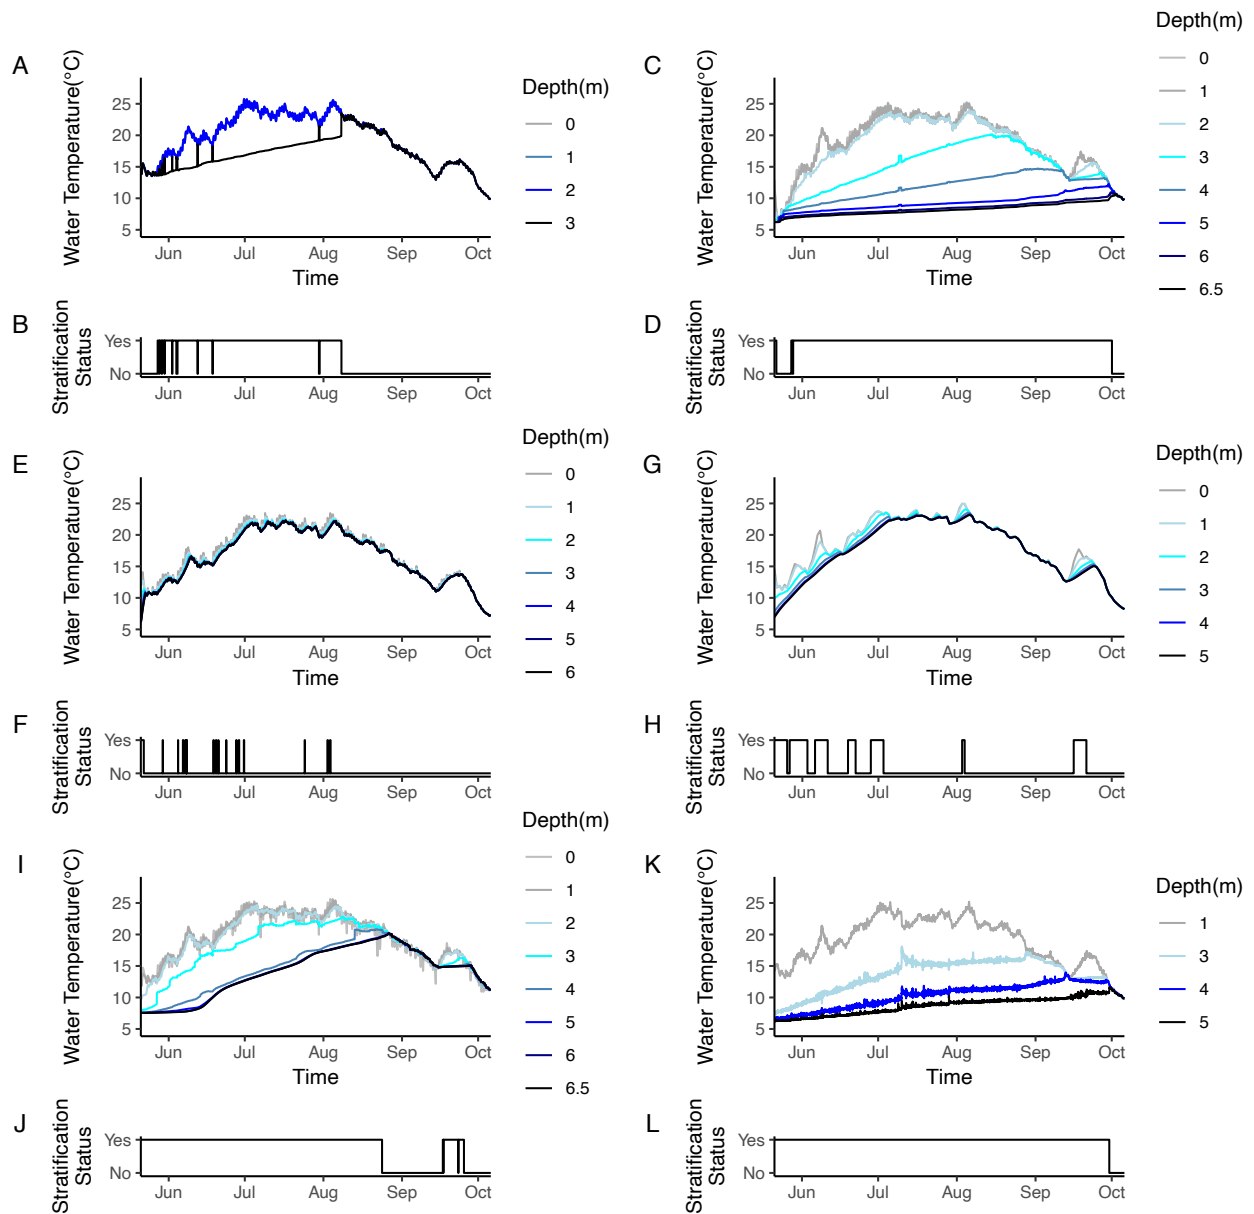 A
Water Temperature(°C)
25
20
15
10
5
Jun Jul Aug Sep Oct
Time
Depth(m)
0
1
2
3
B
Stratification
Status
Yes
No
Jun Jul Aug Sep Oct
C
Water Temperature(°C)
25
20
15
10
5
Jun Jul Aug Sep Oct
Time
Depth(m)
0
1
2
3
4
5
6
6.5
D
Stratification
Status
Yes
No
Jun Jul Aug Sep Oct
E
Water Temperature(°C)
25
20
15
10
5
Jun Jul Aug Sep Oct
Time
Depth(m)
0
1
2
3
4
5
6
F
Stratification
Status
Yes
No
Jun Jul Aug Sep Oct
G
Water Temperature(°C)
25
20
15
10
5
Jun Jul Aug Sep Oct
Time
Depth(m)
0
1
2
3
4
5
H
Stratification
Status
Yes
No
Jun Jul Aug Sep Oct
I
Water Temperature(°C)
25
20
15
10
5
Jun Jul Aug Sep Oct
Time
Depth(m)
0
1
2
3
4
5
6
6.5
J
Stratification
Status
Yes
No
Jun Jul Aug Sep Oct
K
Water Temperature(°C)
25
20
15
10
5
Jun Jul Aug Sep Oct
Time
Depth(m)
1
3
4
5
L
Stratification
Status
Yes
No
Jun Jul Aug Sep Oct